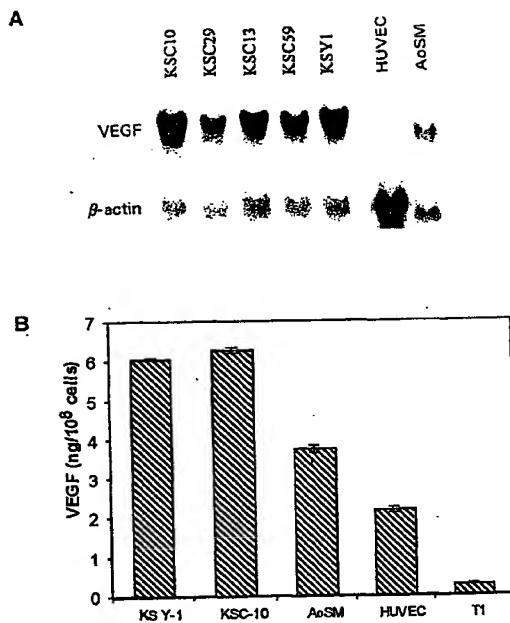 A
KSC10
KSC29
KSC13
KSC59
KSY1
HUVEC
AoSM
VEGF
β-actin
B
VEGF (ng/10⁶ cells)
7
6
5
4
3
2
1
0
KS Y-1
KSC-10
AoSM
HUVEC
T1